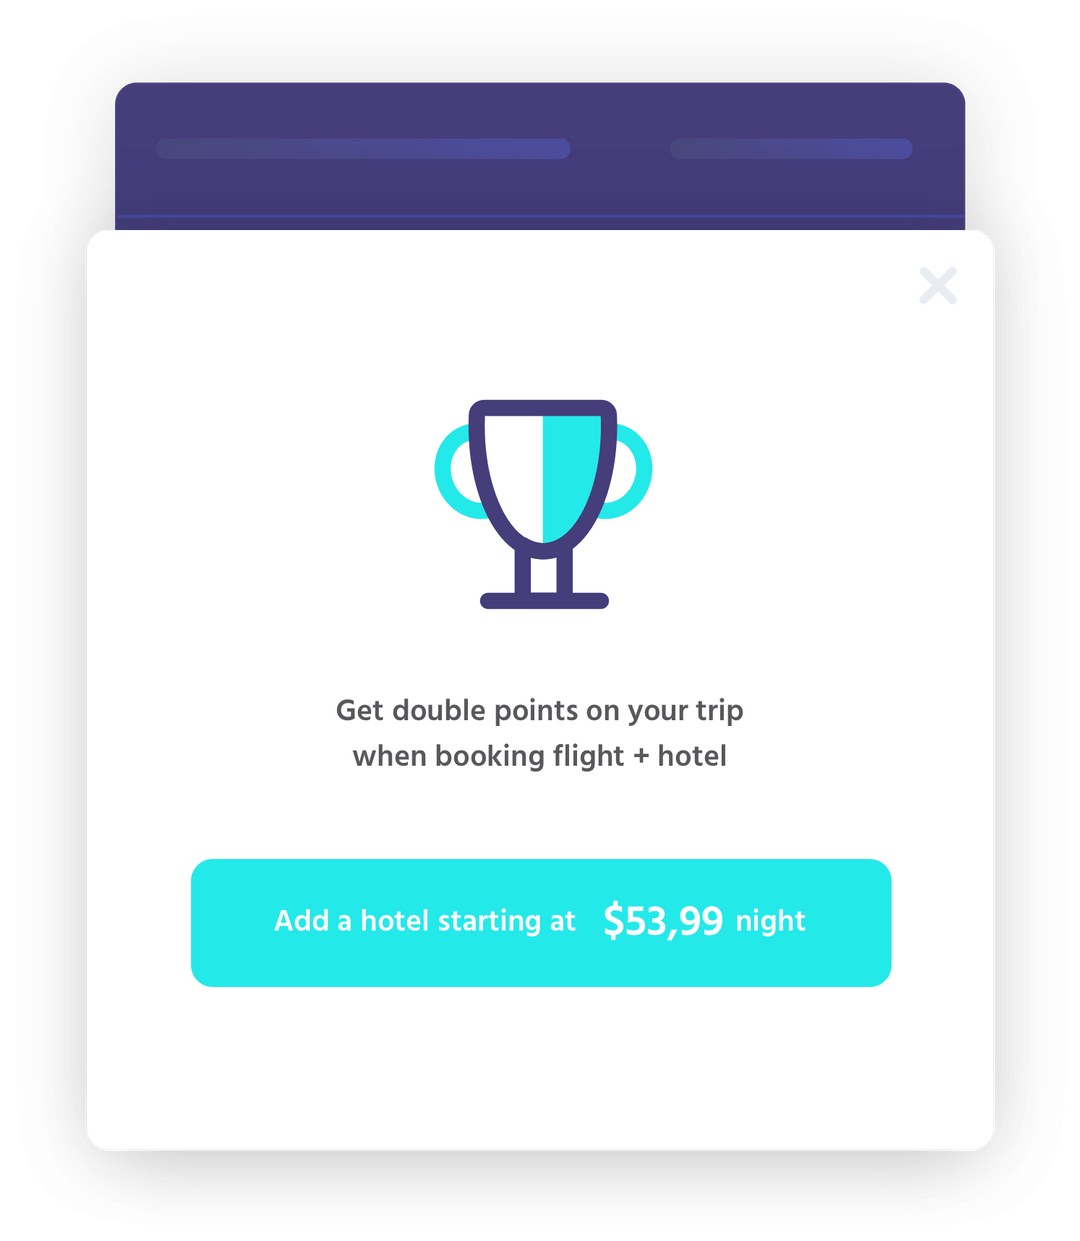 Get double points on your trip
when booking flight + hotel
Add a hotel starting at $53,99 night